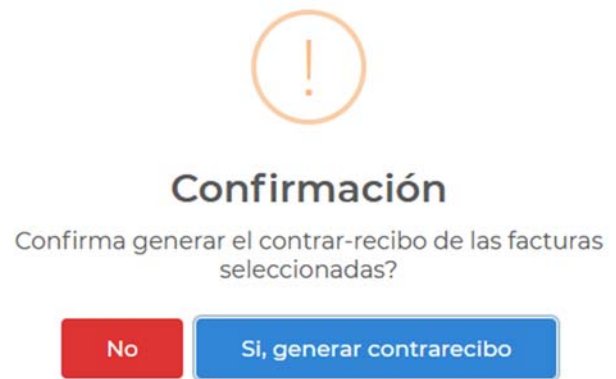 !
Confirmación
Confirma generar el contrar-recibo de las facturas
seleccionadas?
No
Si, generar contrarecibo